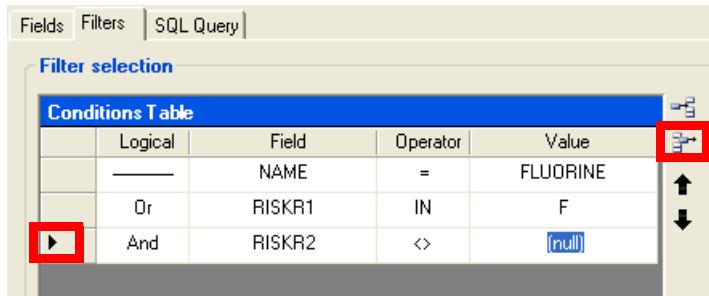 Fields Filters SQL Query
Filter selection
Conditions Table
Logical Field Operator Value
NAME = FLUORINE
Or RISKR1 IN F
And RISKR2 <> (null)